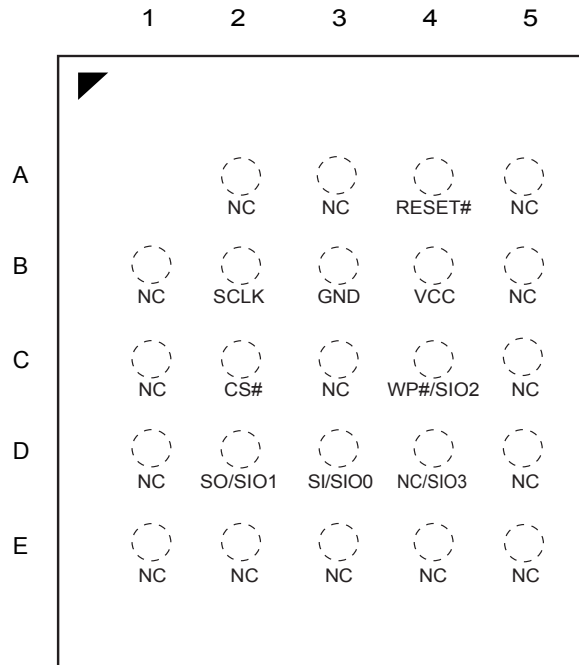 1 2 3 4 5
A
NC NC RESET# NC
B
NC SCLK GND VCC NC
C
NC CS# NC WP#/SIO2 NC
D
NC SO/SIO1 SI/SIO0 NC/SIO3 NC
E
NC NC NC NC NC